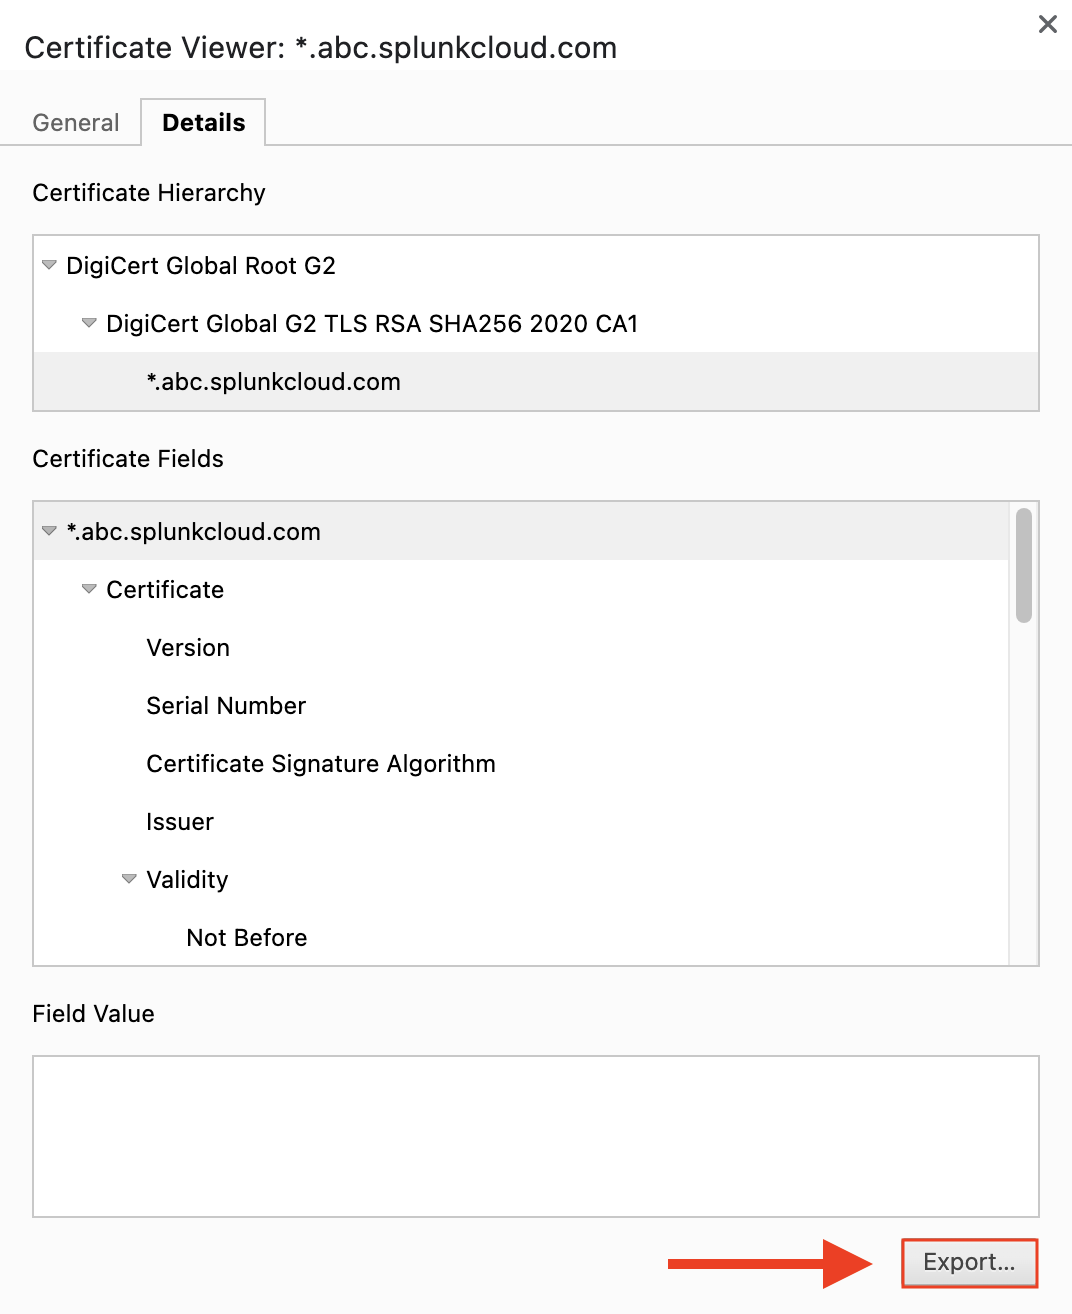 Certificate Viewer: *.abc.splunkcloud.com
General
Details
Certificate Hierarchy
DigiCert Global Root G2
DigiCert Global G2 TLS RSA SHA256 2020 CA1
*.abc.splunkcloud.com
Certificate Fields
*.abc.splunkcloud.com
Certificate
Version
Serial Number
Certificate Signature Algorithm
Issuer
Validity
Not Before
Field Value
Export...